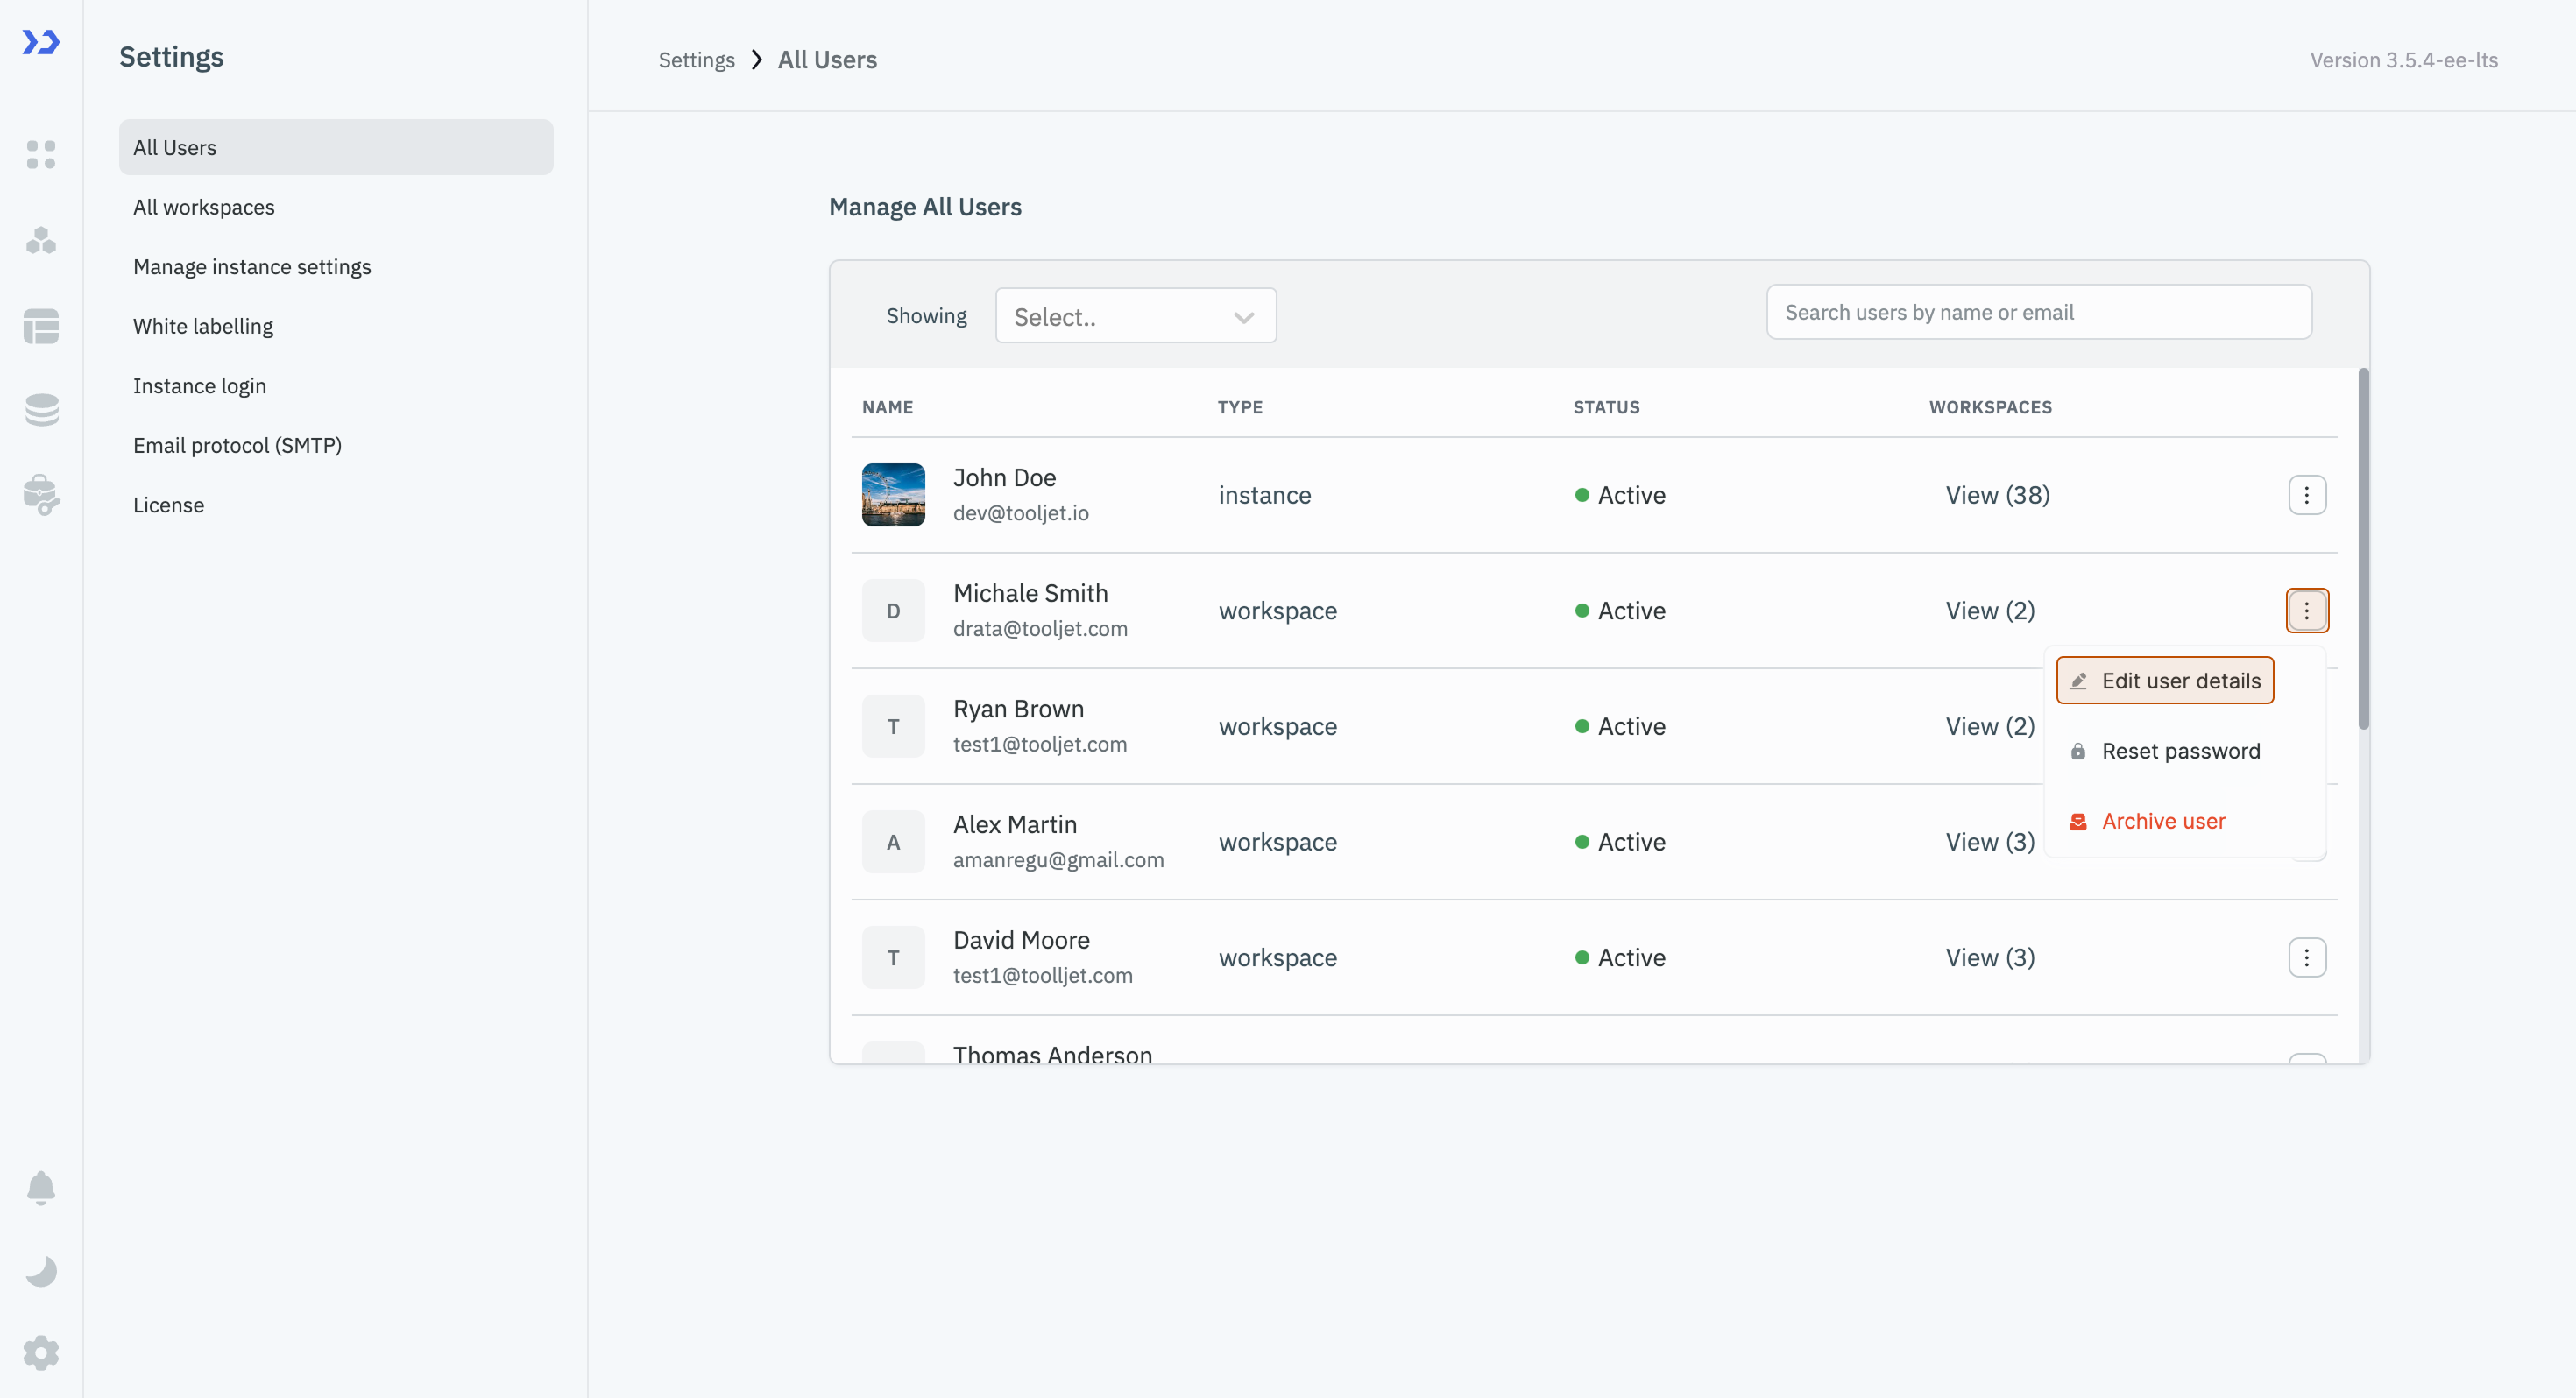 Settings
All Users
All workspaces
Manage instance settings
White labelling
Instance login
Email protocol (SMTP)
License
Settings All Users
Version 3.5.4-ee-lts
Manage All Users
Showing Select..
Search users by name or email
NAME TYPE STATUS WORKSPACES
John Doe
dev@tooljet.io
instance Active View (38)
D
Michale Smith
drata@tooljet.com
workspace Active View (2)
Edit user details
Reset password
Archive user
T
Ryan Brown
test1@tooljet.com
workspace Active View (2)
A
Alex Martin
amanregu@gmail.com
workspace Active View (3)
T
David Moore
test1@toolljet.com
workspace Active View (3)
Thomas Anderson